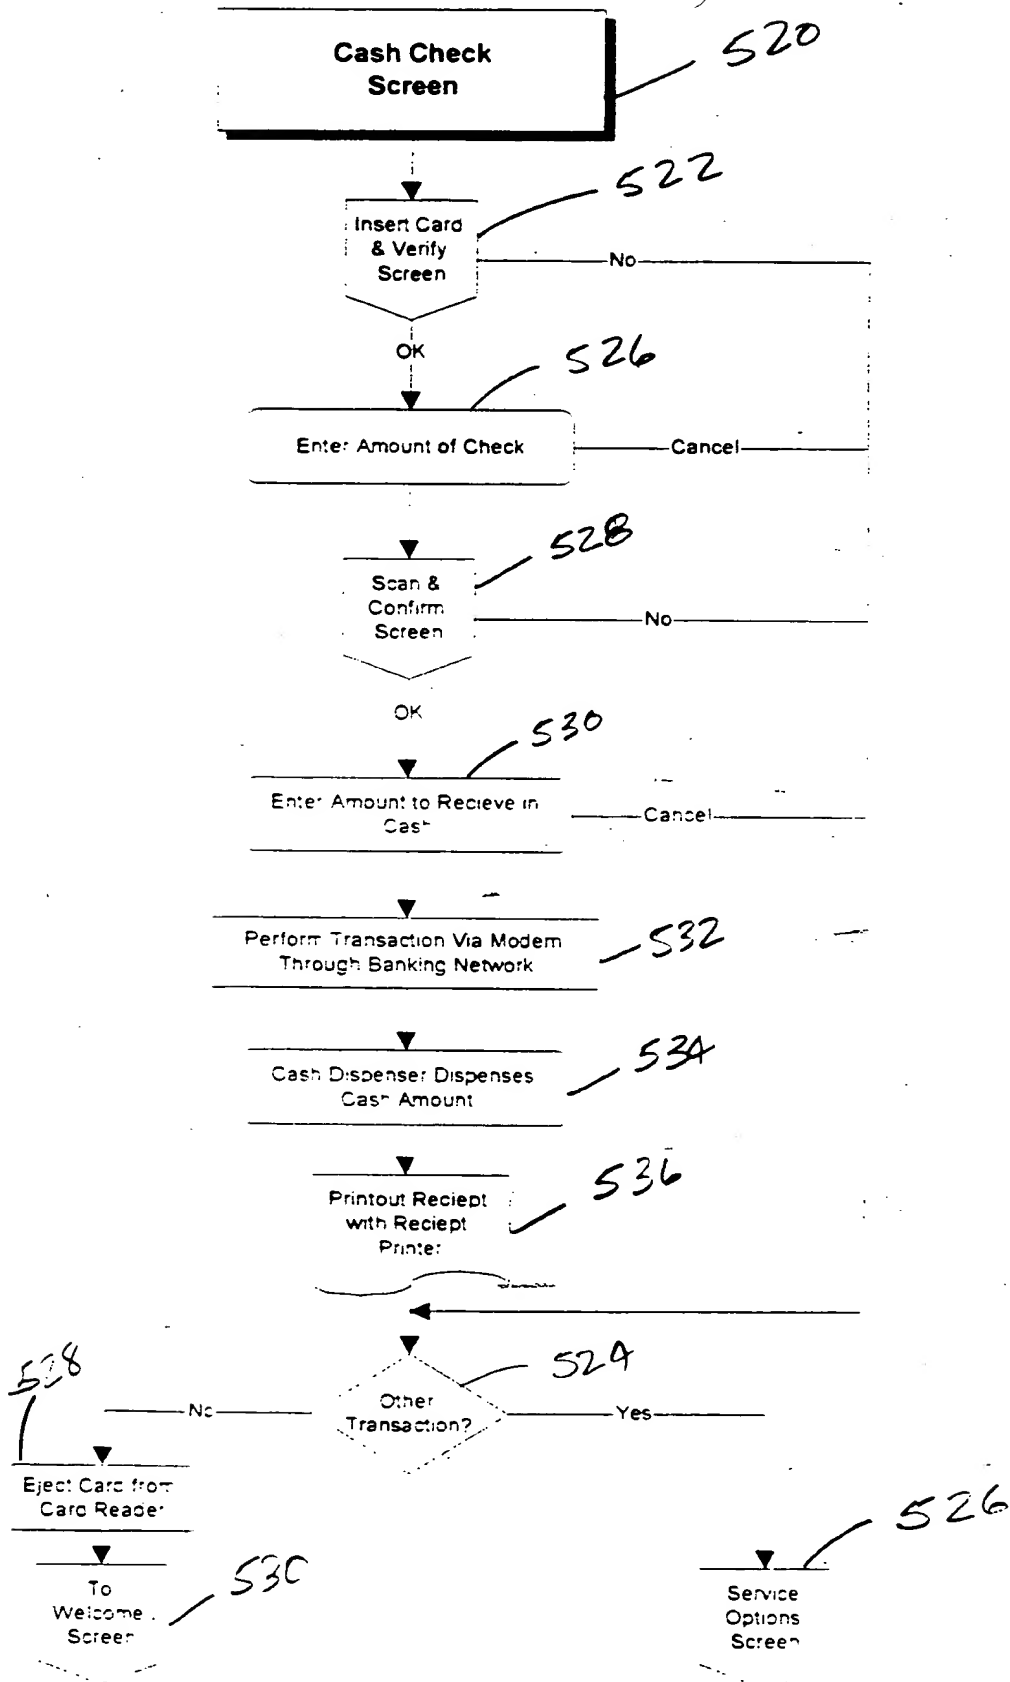 Cash Check
Screen
520
522
Insert Card
& Verify
Screen
No
OK
526
Enter Amount of Check
Cancel
528
Scan &
Confirm
Screen
No
OK
530
Enter Amount to Recieve in
Cash
Cancel
Perform Transaction Via Modem
Through Banking Network
532
Cash Dispenser Dispenses
Cash Amount
534
Printout Reciept
with Reciept
Printer
536
524
Other
Transaction?
No
Yes
528
Eject Card from
Card Reader
526
To
Welcome
Screen
530
Service
Options
Screen